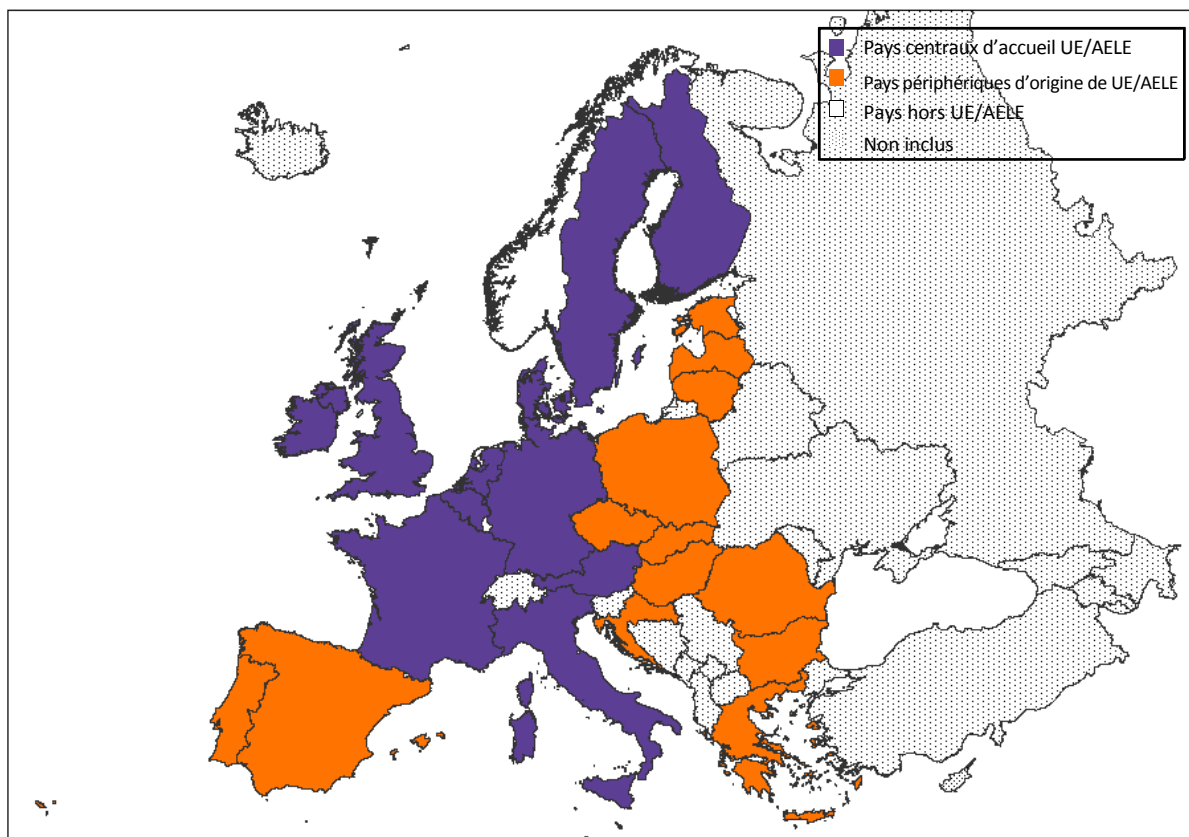 Pays centraux d’accueil UE/AELE
Pays périphériques d’origine de UE/AELE
Pays hors UE/AELE
Non inclus